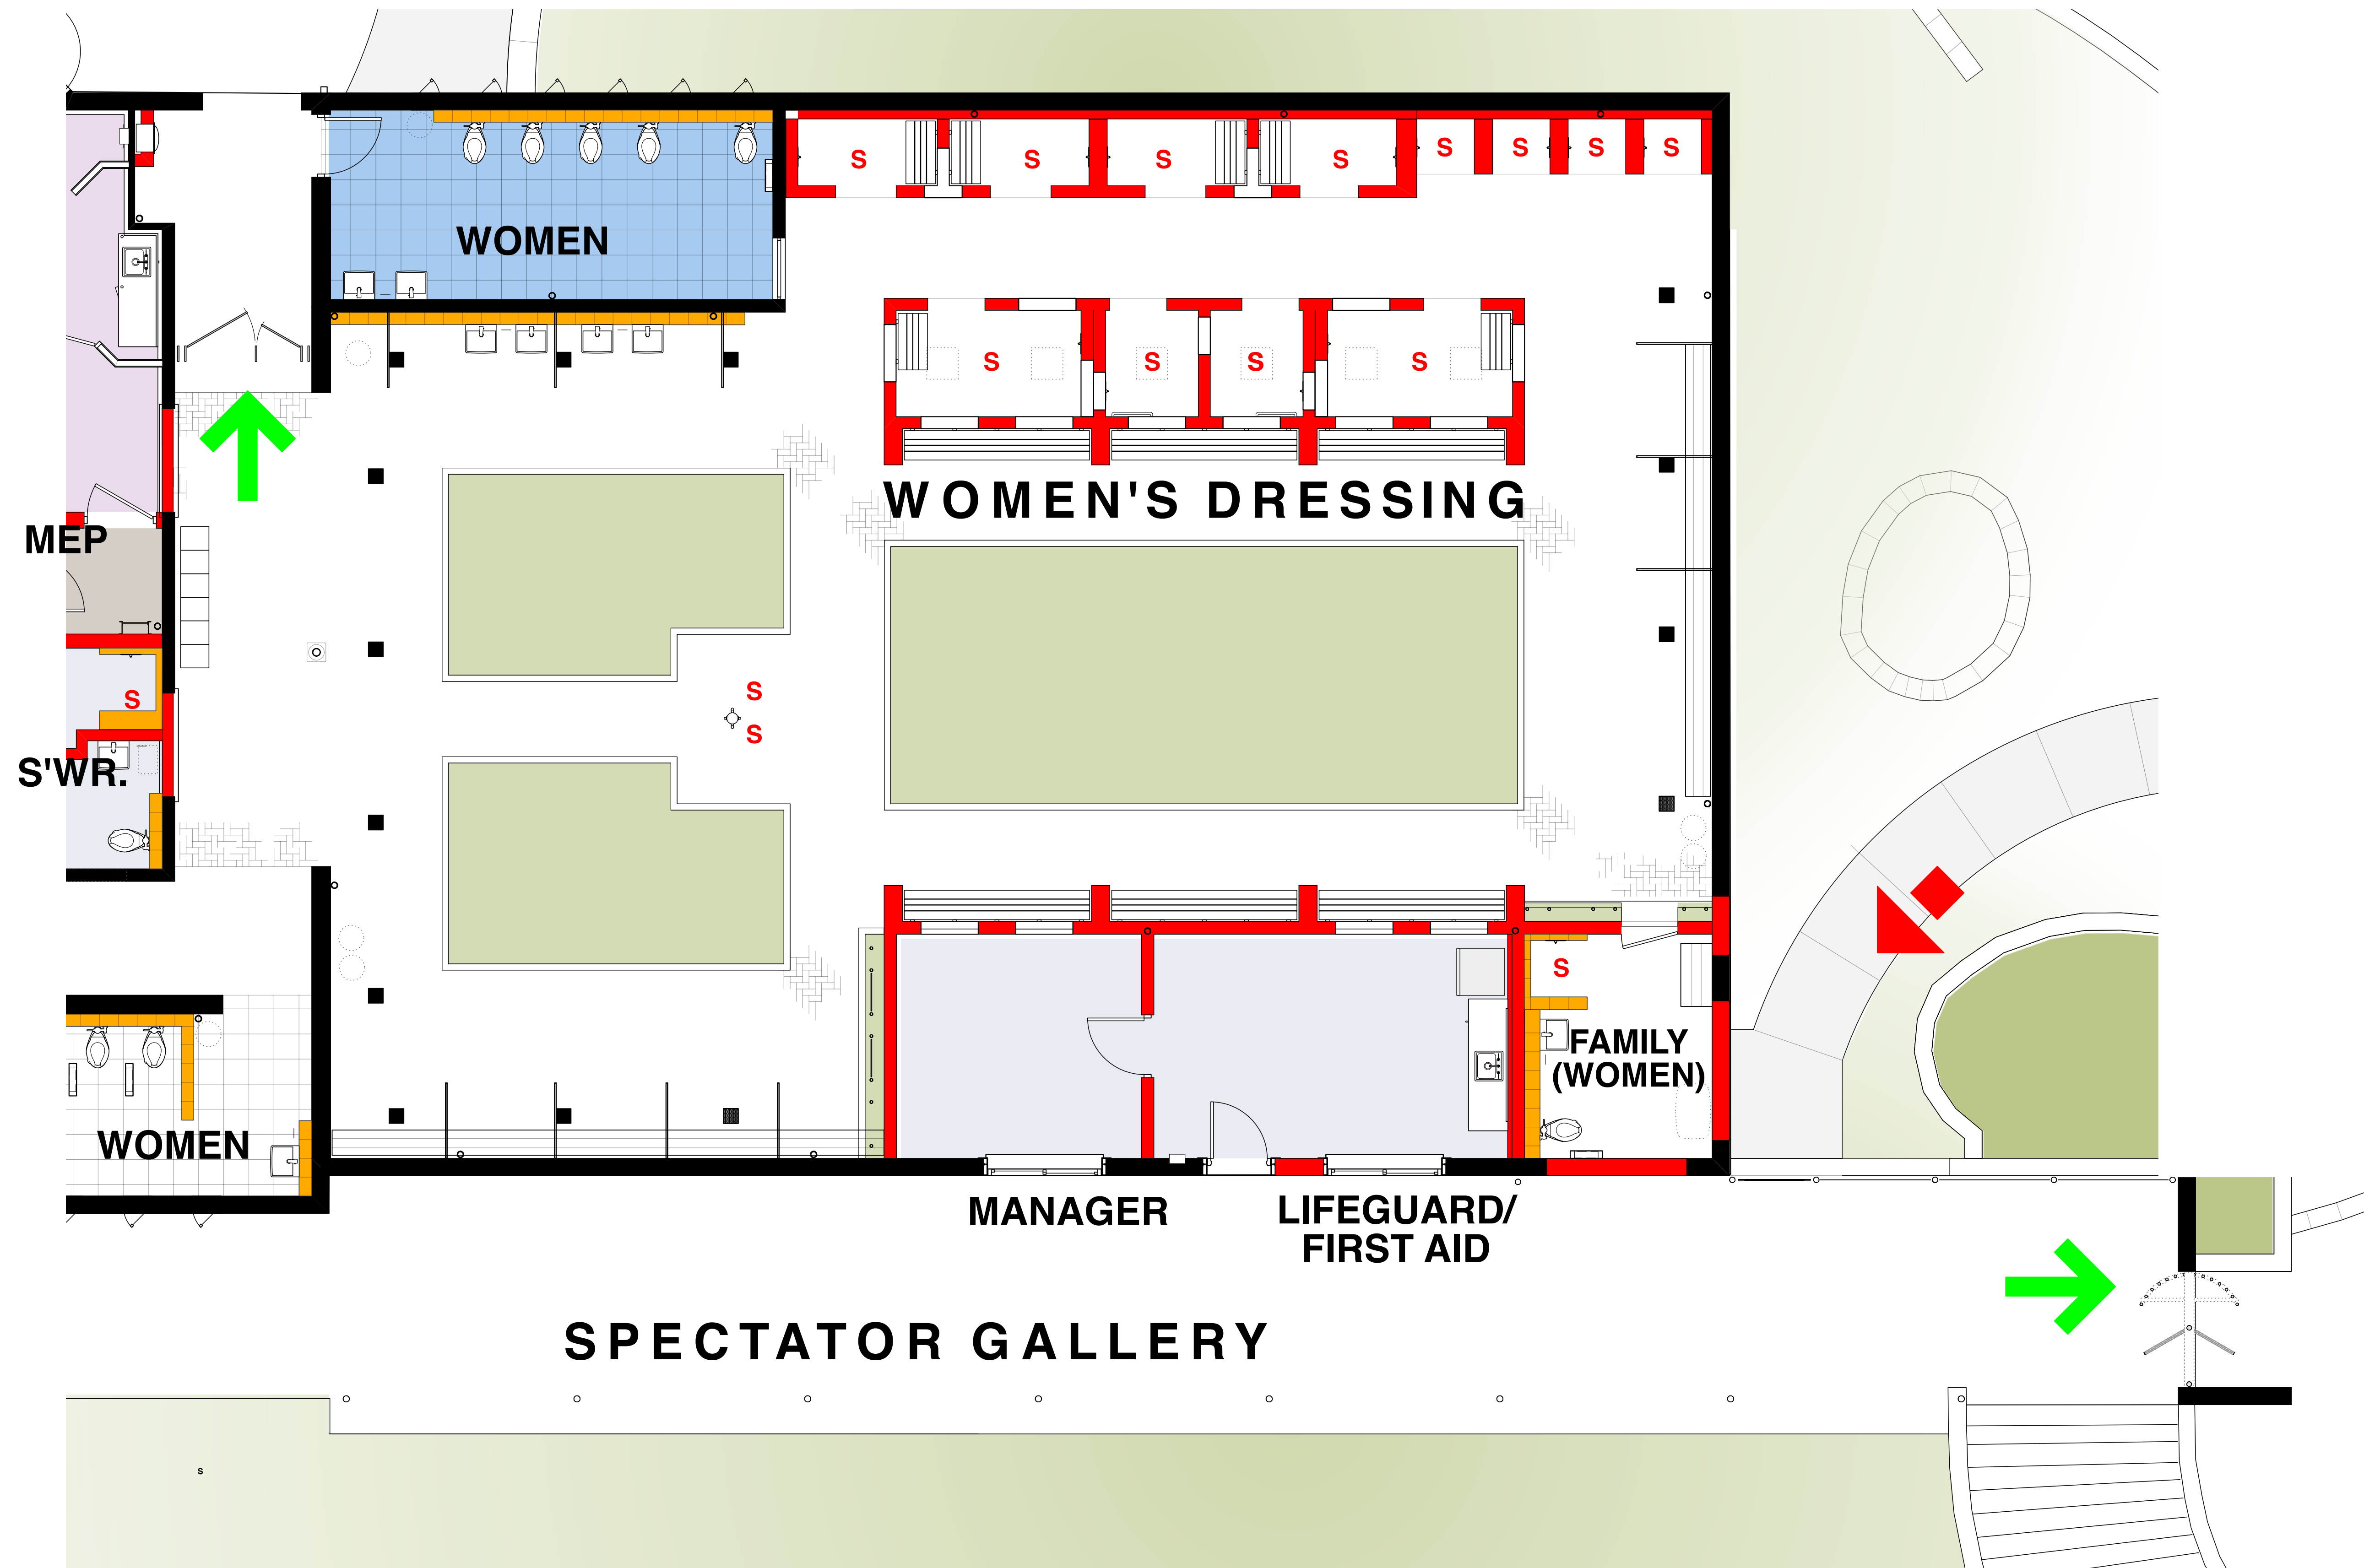 S S S S S S S S
WOMEN
S S S S
WOMEN'S DRESSING
MEP
S
S
S
S'WR.
S
FAMILY
(WOMEN)
WOMEN
MANAGER
LIFEGUARD/
FIRST AID
SPECTATOR GALLERY
S